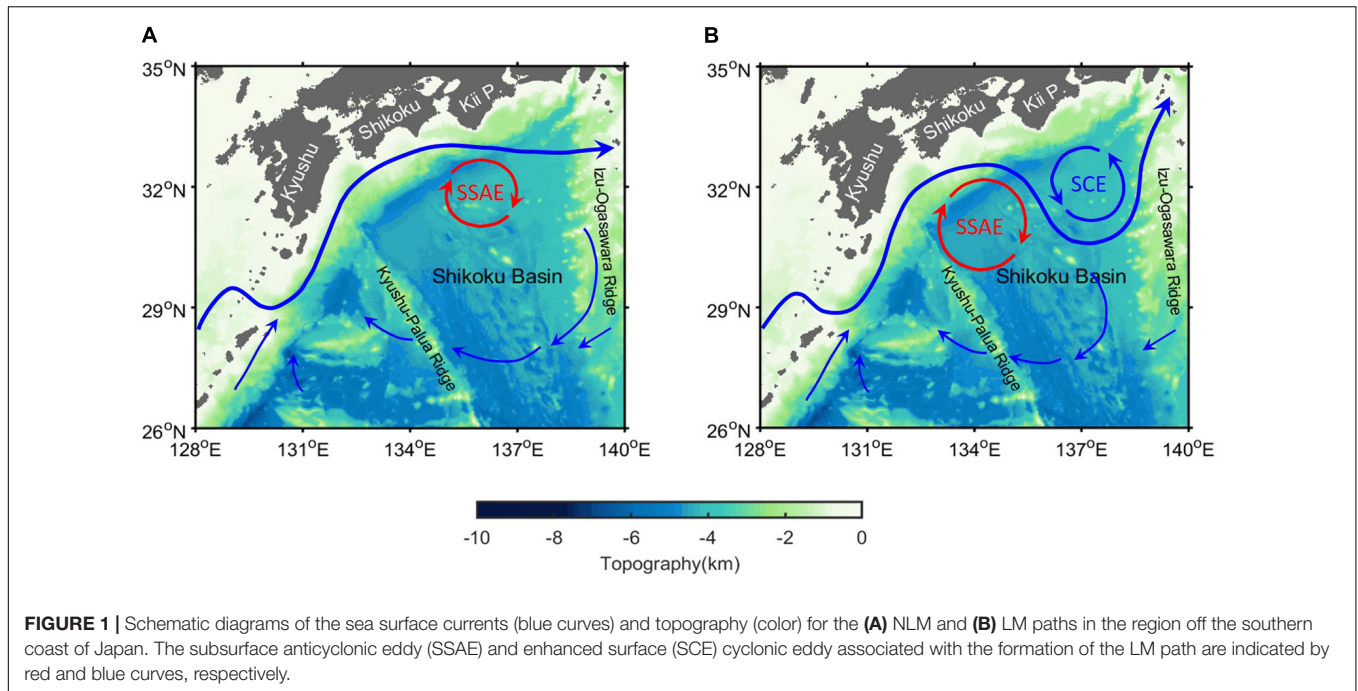 A
B
35°N
32°N
29°N
26°N
128°E
131°E
134°E
137°E
140°E
Kyushu
Shikoku
Kii P.
SSAE
Izu-Ogasawara Ridge
Shikoku Basin
Kyushu-Palua Ridge
35°N
32°N
29°N
26°N
128°E
131°E
134°E
137°E
140°E
Kyushu
Shikoku
Kii P.
SCE
SSAE
Izu-Ogasawara Ridge
Shikoku Basin
Kyushu-Palua Ridge
-10 -8 -6 -4 -2 0
Topography(km)
FIGURE 1 | Schematic diagrams of the sea surface currents (blue curves) and topography (color) for the (A) NLM and (B) LM paths in the region off the southern
coast of Japan. The subsurface anticyclonic eddy (SSAE) and enhanced surface (SCE) cyclonic eddy associated with the formation of the LM path are indicated by
red and blue curves, respectively.